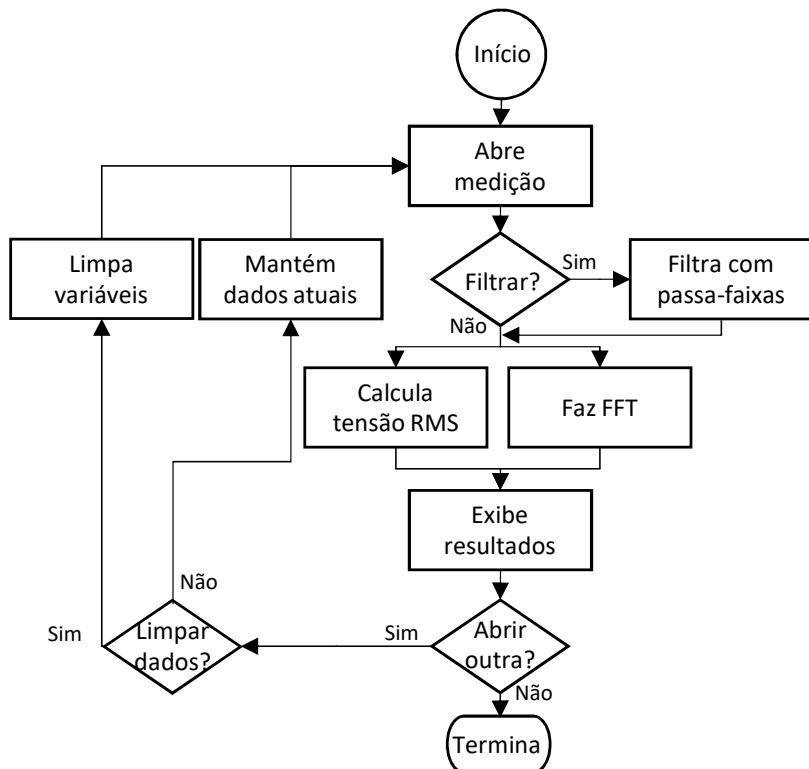 Início
Abre
medição
Limpa
variáveis
Mantém
dados atuais
Filtrar?
Sim
Filtra com
passa-faixas
Não
Calcula
tensão RMS
Faz FFT
Exibe
resultados
Não
Sim
Limpar
dados?
Sim
Abrir
outra?
Não
Termina